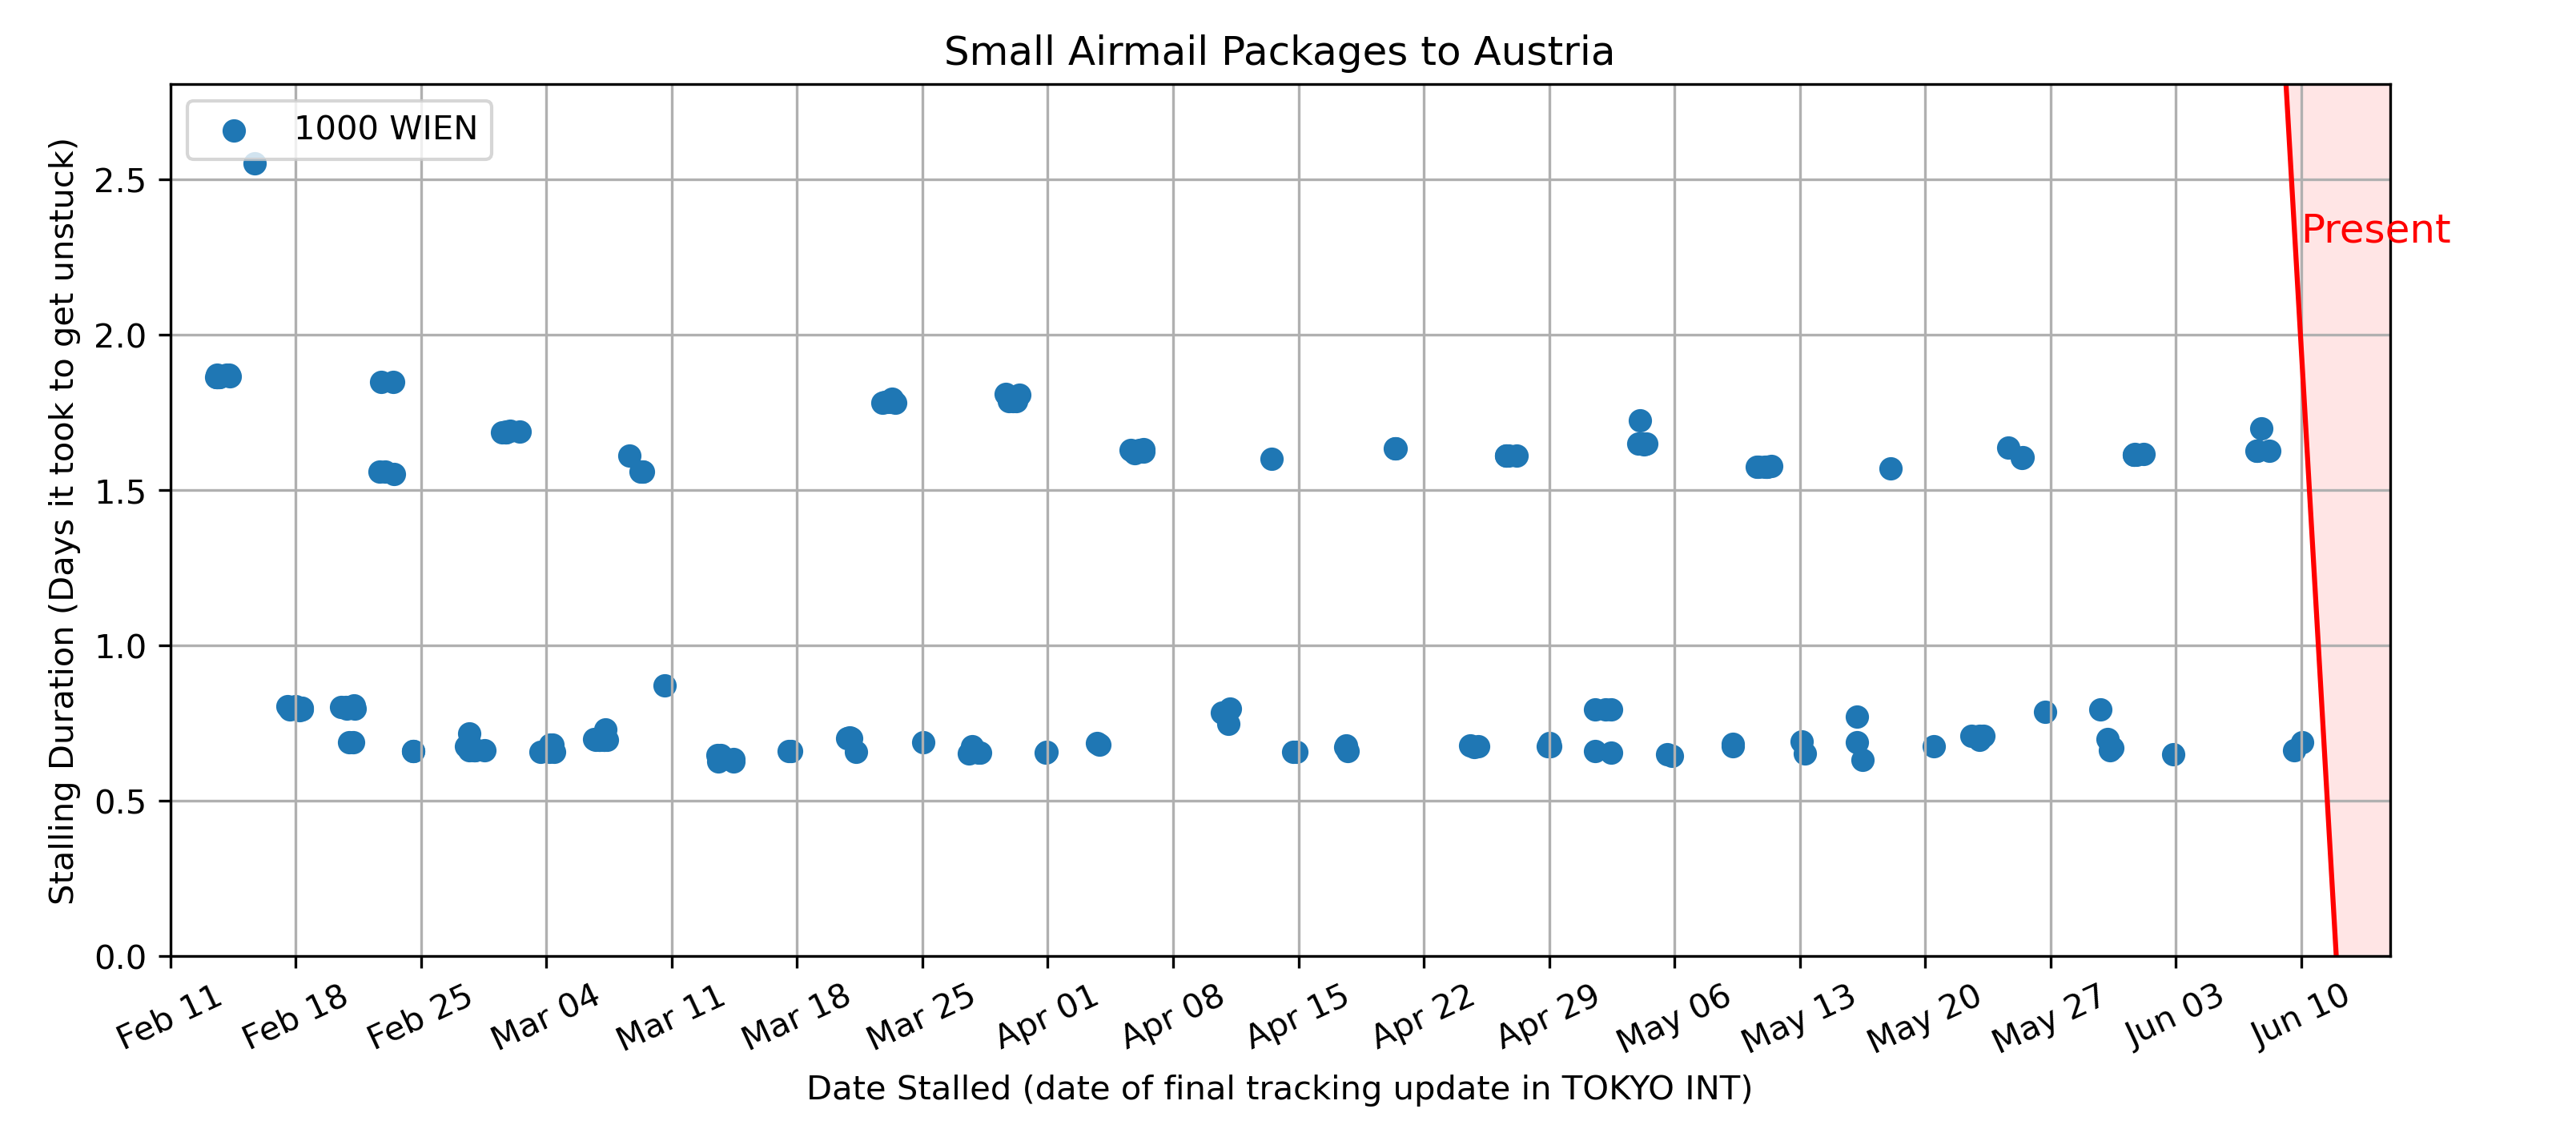 Small Airmail Packages to Austria
1000 WIEN
Present
Stalling Duration (Days it took to get unstuck)
2.5
2.0
1.5
1.0
0.5
0.0
Feb 11
Feb 18
Feb 25
Mar 04
Mar 11
Mar 18
Mar 25
Apr 01
Apr 08
Apr 15
Apr 22
Apr 29
May 06
May 13
May 20
May 27
Jun 03
Jun 10
Date Stalled (date of final tracking update in TOKYO INT)